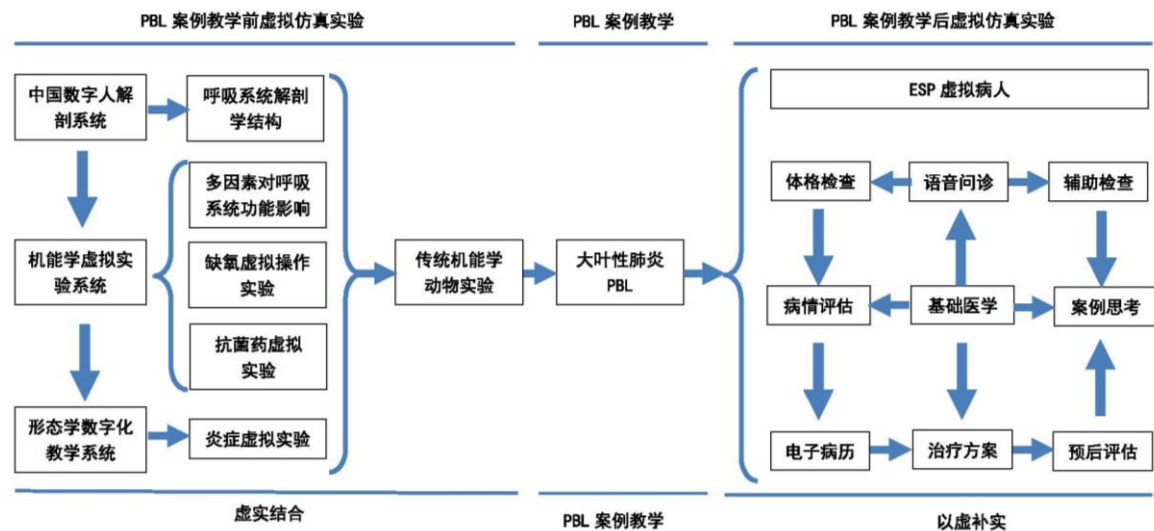 PBL 案例教学前虚拟仿真实验
PBL 案例教学
PBL 案例教学后虚拟仿真实验
中国数字人解
剖系统
呼吸系统解剖
学结构
多因素对呼吸
系统功能影响
机能学虚拟实
验系统
缺氧虚拟操作
实验
抗菌药虚拟
实验
形态学数字化
教学系统
炎症虚拟实验
传统机能学
动物实验
大叶性肺炎
PBL
ESP 虚拟病人
体格检查
语音问诊
辅助检查
病情评估
基础医学
案例思考
电子病历
治疗方案
预后评估
虚实结合
PBL 案例教学
以虚补实